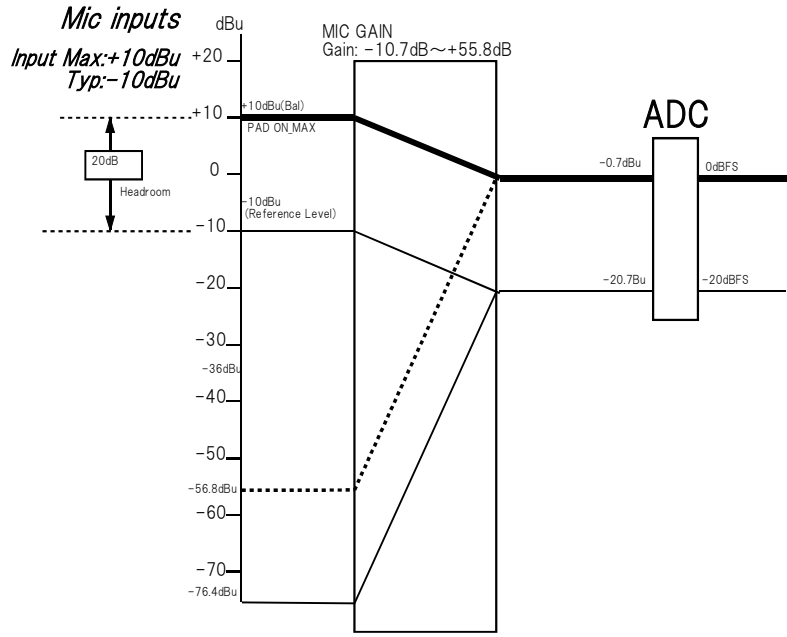 Mic inputs
Input Max:+10dBu
Typ:-10dBu
dBu
MIC GAIN
Gain: -10.7dB～+55.8dB
+20
+10
+10dBu(Bal)
PAD ON_MAX
20dB
Headroom
0
-10dBu
(Reference Level)
-10
-20
-30
-36dBu
-40
-50
-56.8dBu
-60
-70
-76.4dBu
ADC
-0.7dBu
0dBFS
-20.7Bu
-20dBFS